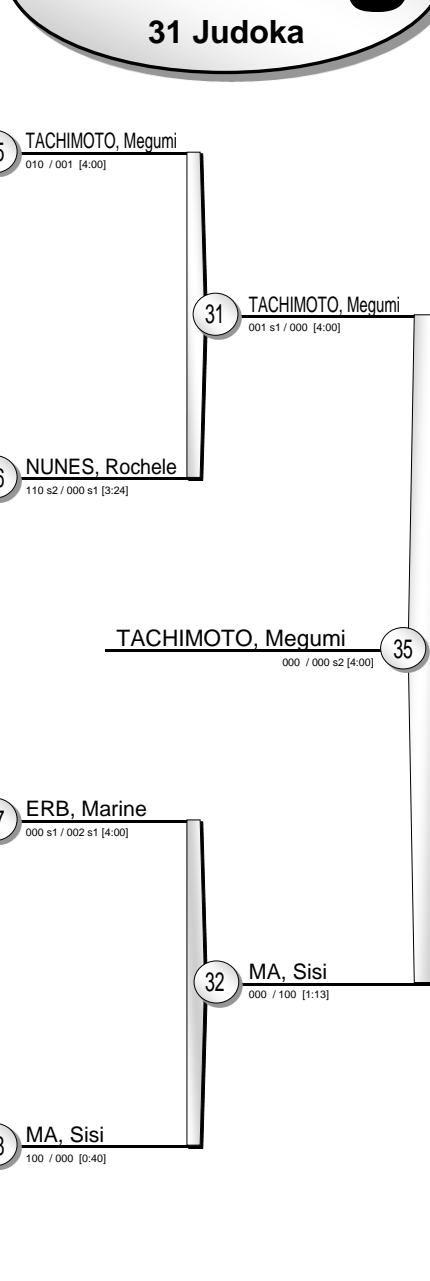 31 Judoka
TACHIMOTO, Megumi
010 / 001 [4:00]
31
TACHIMOTO, Megumi
001 s1 / 000 [4:00]
NUNES, Rochele
110 s2 / 000 s1 [3:24]
TACHIMOTO, Megumi
000 / 000 s2 [4:00]
35
ERB, Marine
000 s1 / 002 s1 [4:00]
32
MA, Sisi
000 / 100 [1:13]
MA, Sisi
100 / 000 [0:40]